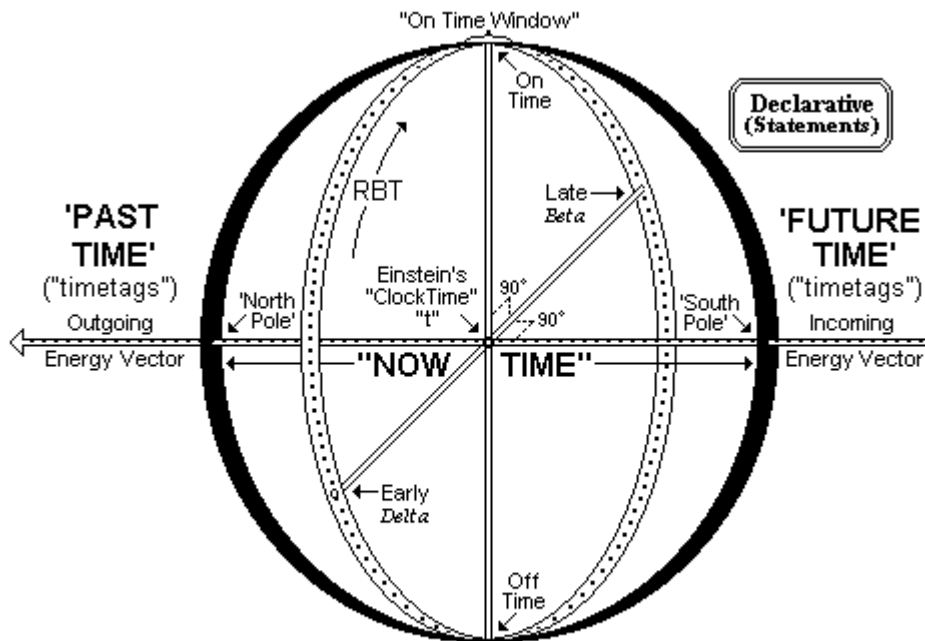 "On Time Window"
On
Time
Declarative
(Statements)
RBT
Late
Beta
'PAST
TIME'
("timetags")
'FUTURE
TIME'
("timetags")
Einstein's
"ClockTime"
"t"
90°
90°
'North
Pole'
'South
Pole'
Outgoing
Energy Vector
Incoming
Energy Vector
"NOW TIME"
Early
Delta
Off
Time